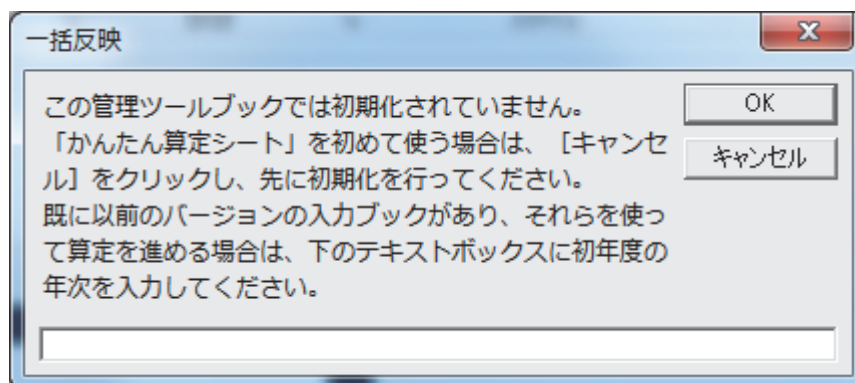 一括反映
この管理ツールブックでは初期化されていません。
「かんたん算定シート」を初めて使う場合は、［キャンセ
ル］をクリックし、先に初期化を行ってください。
既に以前のバージョンの入力ブックがあり、それらを使っ
て算定を進める場合は、下のテキストボックスに初年度の
年次を入力してください。
OK
キャンセル